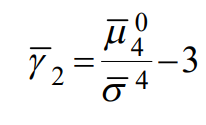 γ̅₂ = μ̅₄⁰ / σ̅⁴ − 3